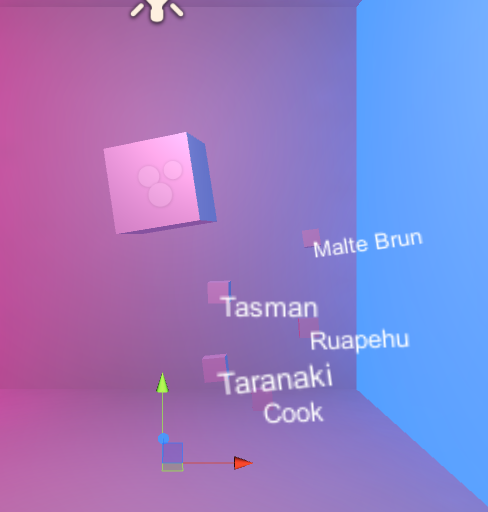 Malte Brun
Tasman
Ruapehu
Taranaki
Cook